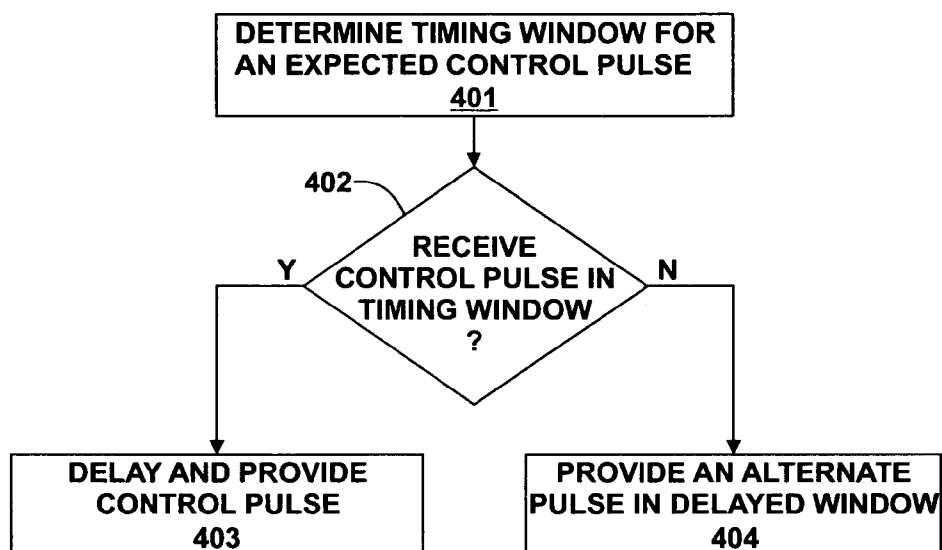 DETERMINE TIMING WINDOW FOR
AN EXPECTED CONTROL PULSE
401
402
RECEIVE
CONTROL PULSE IN
TIMING WINDOW
?
Y
N
DELAY AND PROVIDE
CONTROL PULSE
403
PROVIDE AN ALTERNATE
PULSE IN DELAYED WINDOW
404